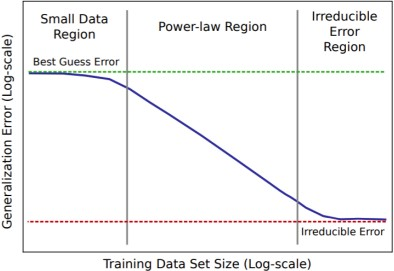 Small Data
Region
Power-law Region
Irreducible
Error
Region
Best Guess Error
Irreducible Error
Generalization Error (Log-scale)
Training Data Set Size (Log-scale)